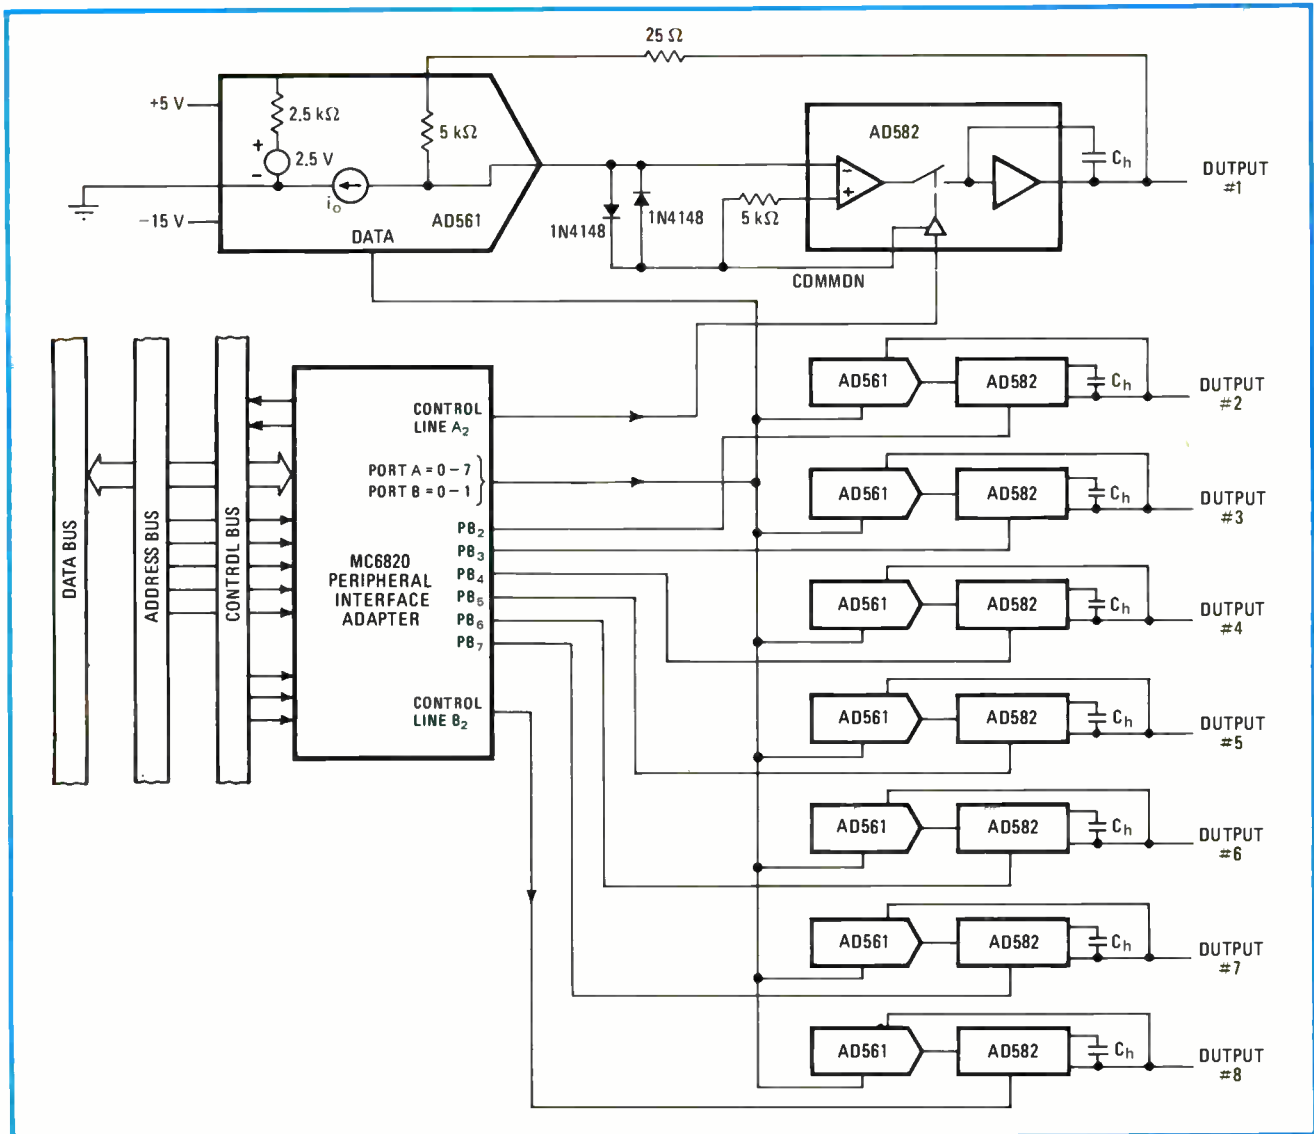 25 Ω
+5 V
2.5 kΩ
5 kΩ
+
2.5 V
-
i₀
-15 V
AD561
DATA
1N4148
1N4148
5 kΩ
AD582
-
+
Cₕ
DUTPUT
#1
CDMMDN
DATA BUS
ADDRESS BUS
CONTRDL BUS
CONTROL
LINE A₂
PORT A = 0 – 7
PORT B = 0 – 1
PB₂
PB₃
PB₄
PB₅
PB₆
PB₇
MC6820
PERIPHERAL
INTERFACE
ADAPTER
CONTROL
LINE B₂
AD561
AD582
Cₕ
DUTPUT
#2
AD561
AD582
Cₕ
DUTPUT
#3
AD561
AD582
Cₕ
DUTPUT
#4
AD561
AD582
Cₕ
DUTPUT
#5
AD561
AD582
Cₕ
DUTPUT
#6
AD561
AD582
Cₕ
DUTPUT
#7
AD561
AD582
Cₕ
DUTPUT
#8